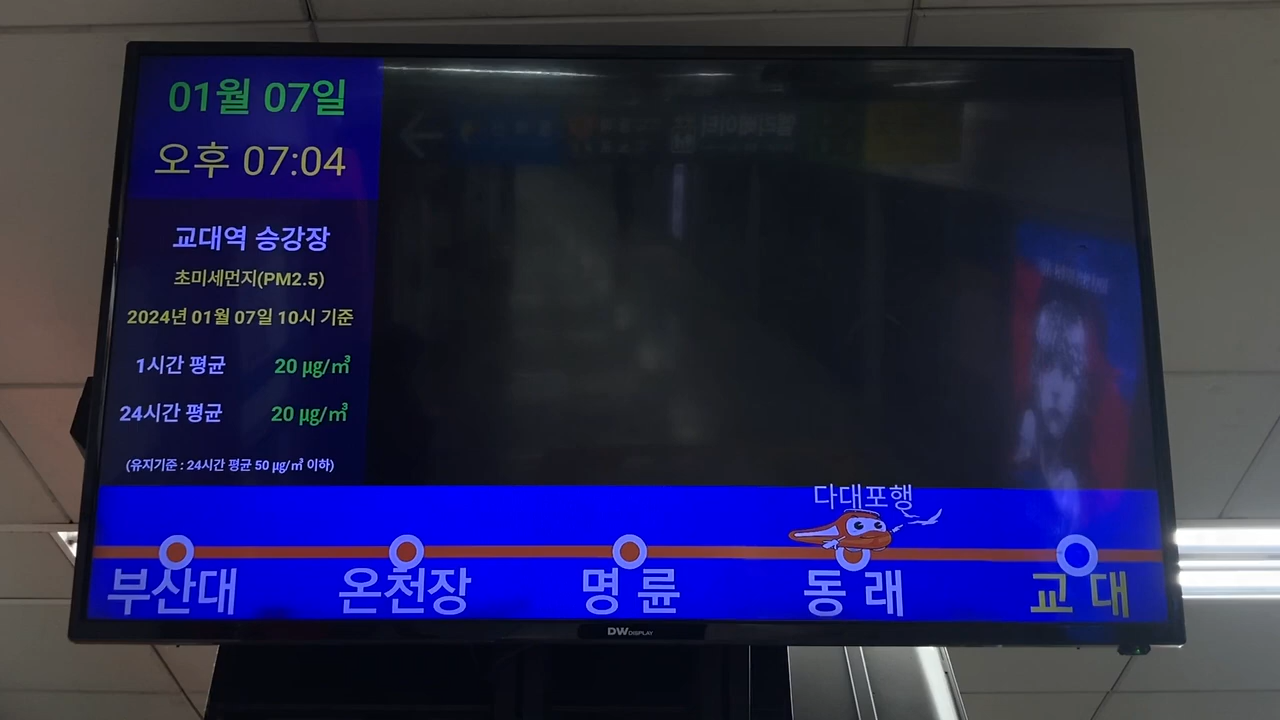 01월 07일
오후 07:04
교대역 승강장
초미세먼지(PM2.5)
2024년 01월 07일 10시 기준
1시간 평균 20 ㎍/㎥
24시간 평균 20 ㎍/㎥
(유지기준 : 24시간 평균 50 ㎍/㎥ 이하)
다대포행
부산대 온천장 명 륜 동 래 교 대
DW DISPLAY